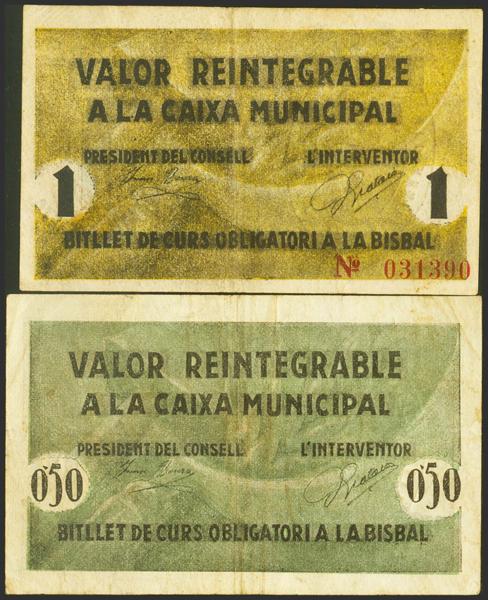 VALOR REINTEGRABLE
A LA CAIXA MUNICIPAL
PRESIDENT DEL CONSELL L'INTERVENTOR
1 1
BITLLET DE CURS OBLIGATORI A LA BISBAL
Nº 031390
VALOR REINTEGRABLE
A LA CAIXA MUNICIPAL
PRESIDENT DEL CONSELL L'INTERVENTOR
0'50 0'50
BITLLET DE CURS OBLIGATORI A LA BISBAL